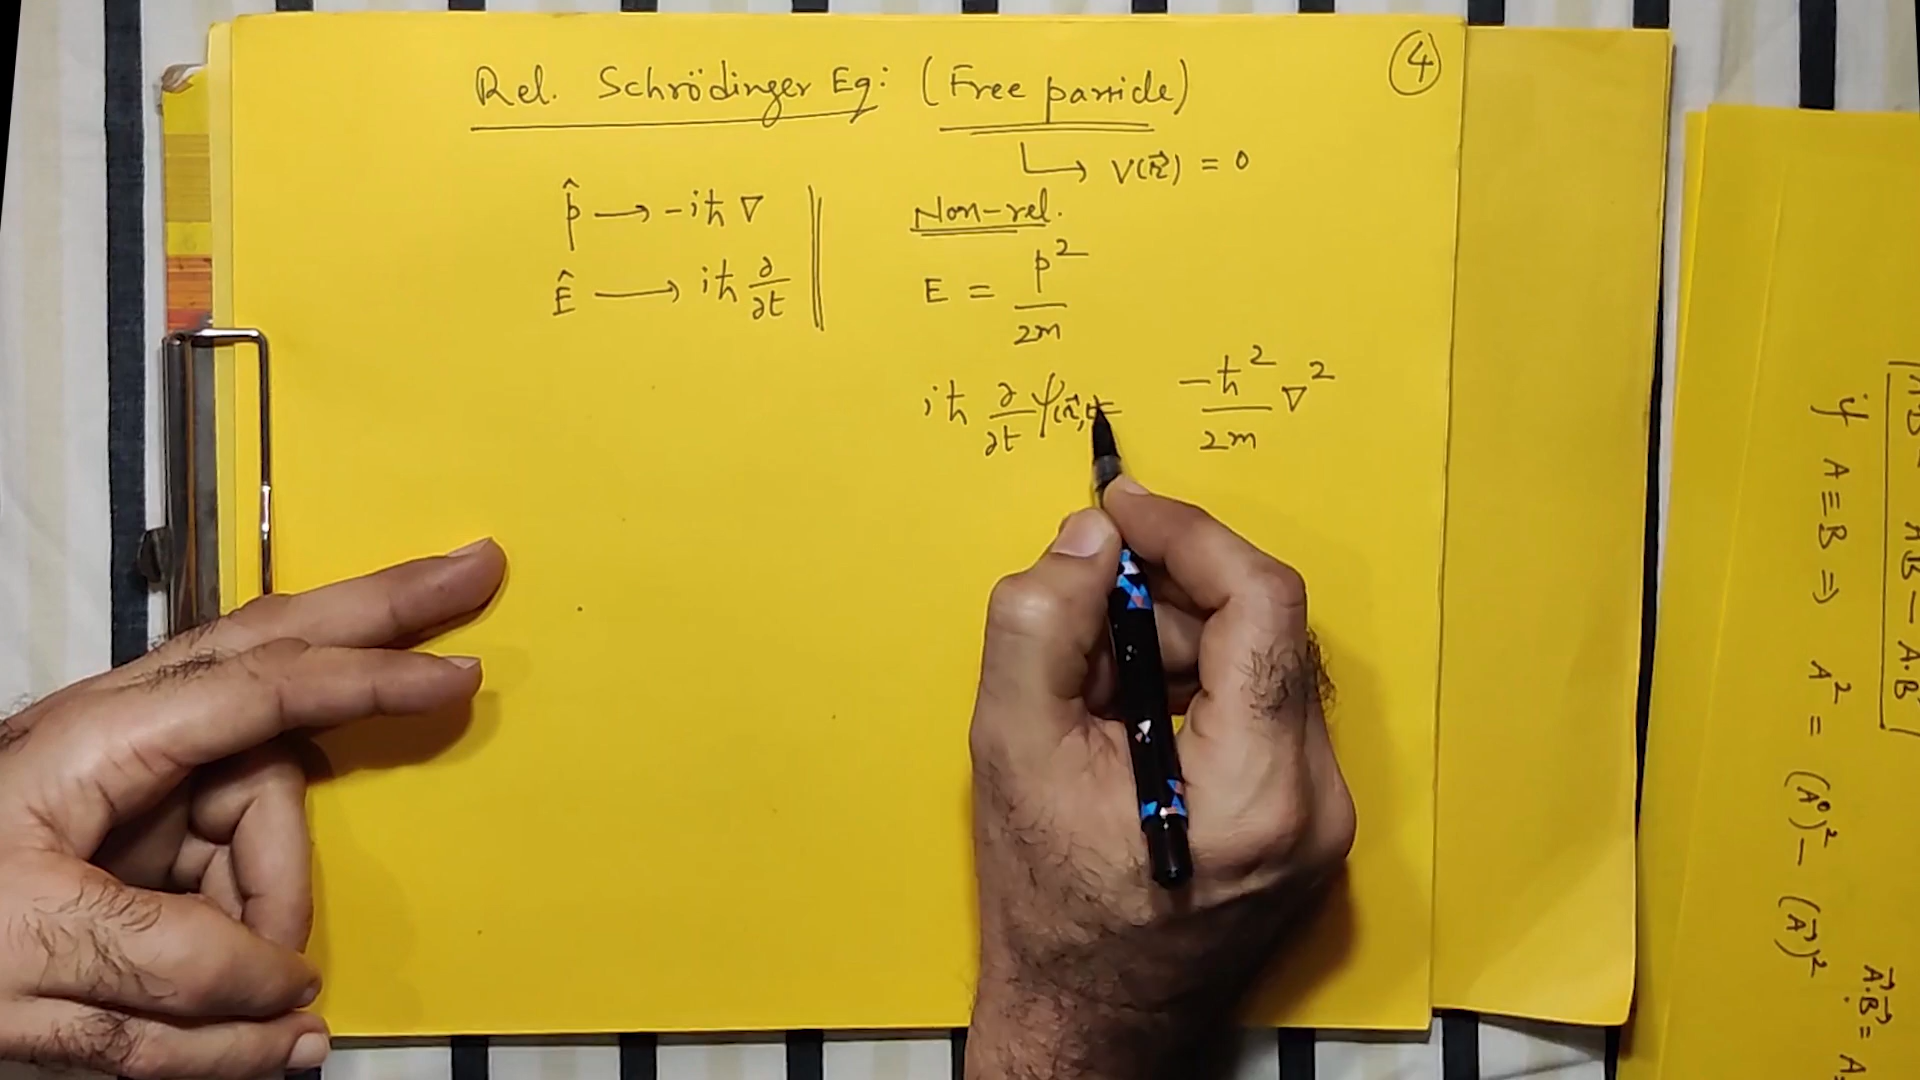 Rel. Schrödinger Eq: (Free particle)
④
↳ V(r⃗) = 0
p̂ → -iħ ∇
Ê → iħ ∂/∂t
Non-rel.
E = p²/2m
iħ ∂/∂t ψ(r⃗, = -ħ²/2m ∇²
AB - A.B
if A ≡ B ⇒ A² = (A⁰)² - (A⃗)²
A⃗.B⃗ =